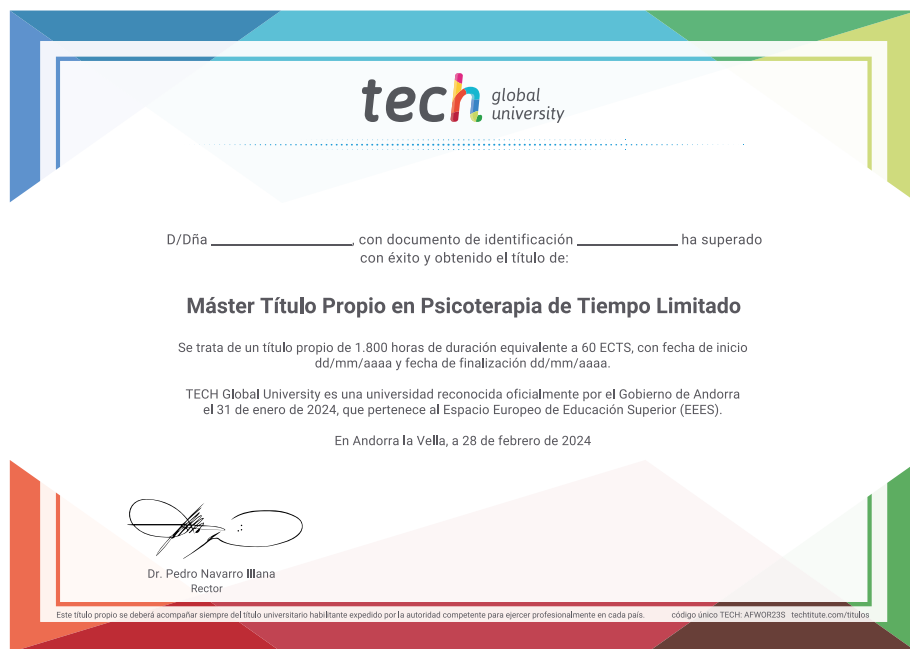 tech global university
D/Dña ________________, con documento de identificación ____________ ha superado
con éxito y obtenido el título de:
Máster Título Propio en Psicoterapia de Tiempo Limitado
Se trata de un título propio de 1.800 horas de duración equivalente a 60 ECTS, con fecha de inicio
dd/mm/aaaa y fecha de finalización dd/mm/aaaa.
TECH Global University es una universidad reconocida oficialmente por el Gobierno de Andorra
el 31 de enero de 2024, que pertenece al Espacio Europeo de Educación Superior (EEES).
En Andorra la Vella, a 28 de febrero de 2024
Dr. Pedro Navarro Illana
Rector
Este título propio se deberá acompañar siempre del título universitario habilitante expedido por la autoridad competente para ejercer profesionalmente en cada país. código único TECH: AFWOR23S techtitute.com/titulos